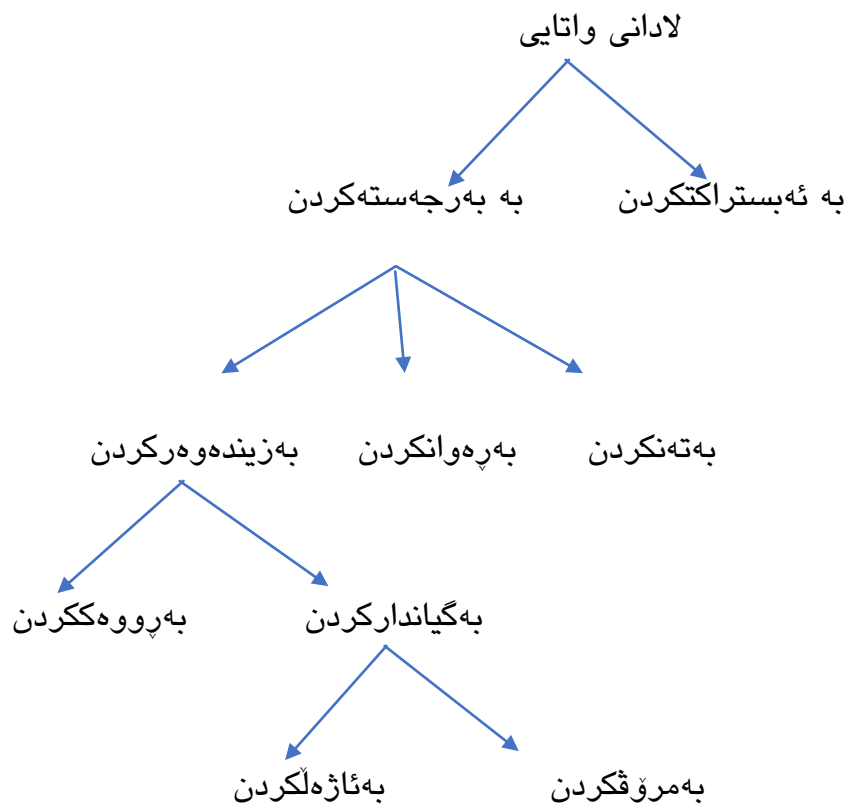 لادانی واتایی
بە ئەبستراکتکردن بە بەرجەستەکردن
بەتەنکردن بەڕەوانکردن بەزیندەوەرکردن
بەگیاندارکردن بەڕووەککردن
بەمرۆڤکردن بەئاژەڵکردن